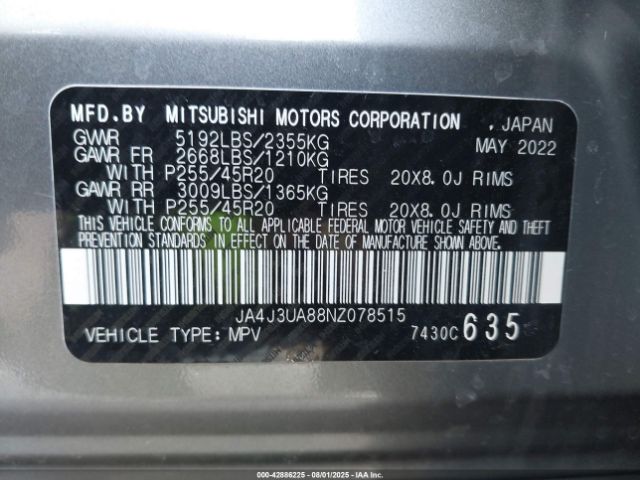 MFD.BY MITSUBISHI MOTORS CORPORATION , JAPAN
GVWR 5192LBS/2355KG MAY 2022
GAWR FR 2668LBS/1210KG
WITH P255/45R20 TIRES 20X8.0J RIMS
GAWR RR 3009LBS/1365KG
WITH P255/45R20 TIRES 20X8.0J RIMS
THIS VEHICLE CONFORMS TO ALL APPLICABLE FEDERAL MOTOR VEHICLE SAFETY AND THEFT
PREVENTION STANDARDS IN EFFECT ON THE DATE OF MANUFACTURE SHOWN ABOVE.
JA4J3UA88NZ078515
VEHICLE TYPE:MPV 7430C 635
000-42886225 - 08/01/2025 - IAAI.CA